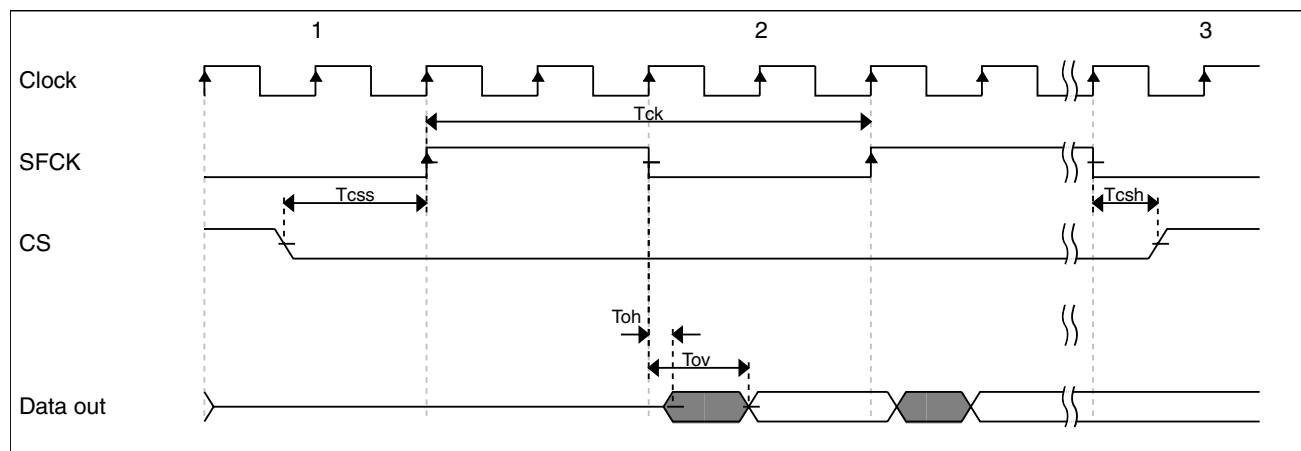 1 2 3
Clock
Tck
SFCK
Tcss Tcsh
CS
Toh
Tov
Data out